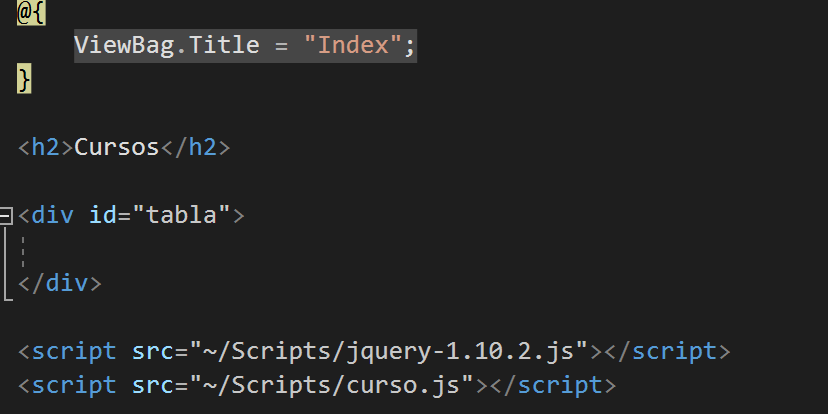 @{
ViewBag.Title = "Index";
}
<h2>Cursos</h2>
<div id="tabla">
</div>
<script src="~/Scripts/jquery-1.10.2.js"></script>
<script src="~/Scripts/curso.js"></script>